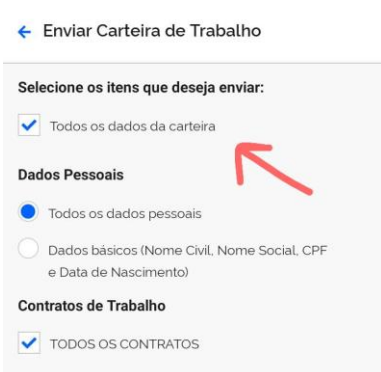 Enviar Carteira de Trabalho
Selecione os itens que deseja enviar:
Todos os dados da carteira
Dados Pessoais
Todos os dados pessoais
Dados básicos (Nome Civil, Nome Social, CPF
e Data de Nascimento)
Contratos de Trabalho
TODOS OS CONTRATOS